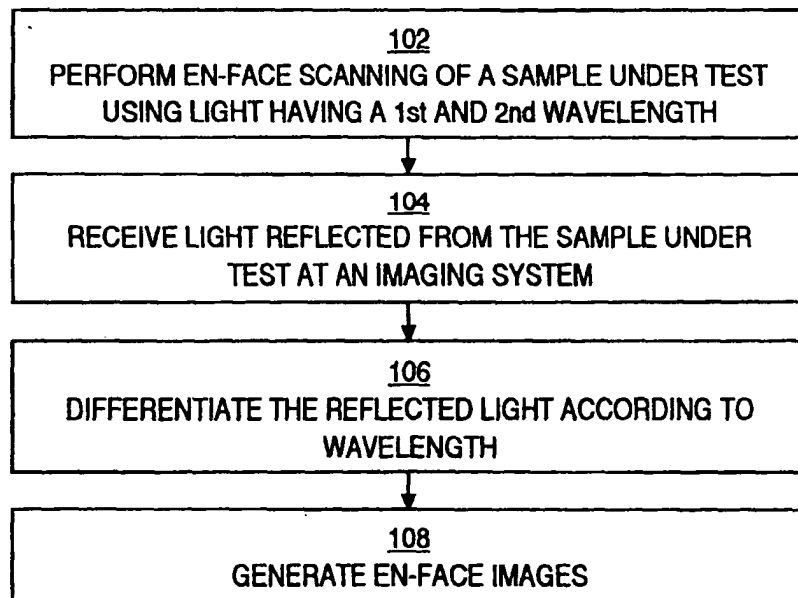 102
PERFORM EN-FACE SCANNING OF A SAMPLE UNDER TEST
USING LIGHT HAVING A 1st AND 2nd WAVELENGTH
104
RECEIVE LIGHT REFLECTED FROM THE SAMPLE UNDER
TEST AT AN IMAGING SYSTEM
106
DIFFERENTIATE THE REFLECTED LIGHT ACCORDING TO
WAVELENGTH
108
GENERATE EN-FACE IMAGES